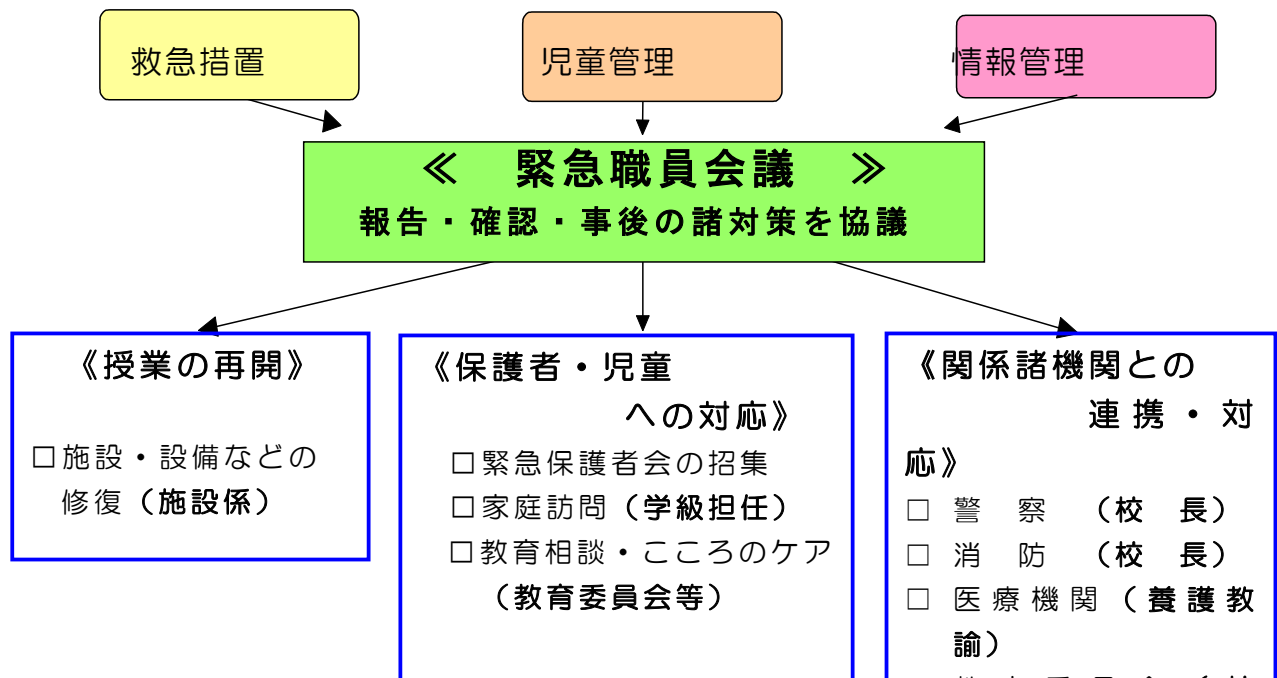 救急措置
児童管理
情報管理
≪　緊急職員会議　≫
報告・確認・事後の諸対策を協議
《授業の再開》
□施設・設備などの
修復（施設係）
《保護者・児童
への対応》
□緊急保護者会の招集
□家庭訪問（学級担任）
□教育相談・こころのケア
（教育委員会等）
《関係諸機関との
連携・対
応》
□ 警　察　（校　長）
□ 消　防　（校　長）
□ 医療機関（養護教
諭）